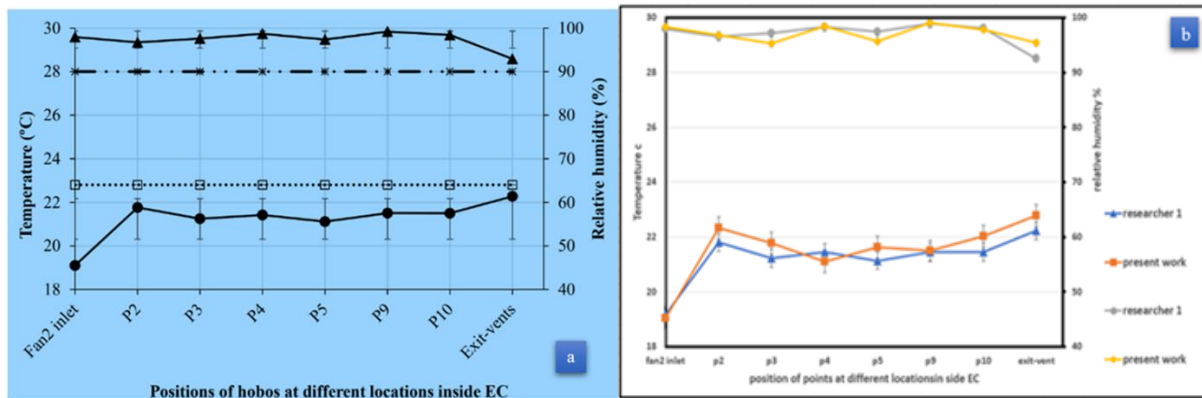 30
28
26
24
22
20
18
Temperature (ºC)
100
90
80
70
60
50
40
Relative humidity (%)
Fan2 inlet
P2
P3
P4
P5
P9
P10
Exit-vents
Positions of hobos at different locations inside EC
a
30
28
26
24
22
20
18
Temperature c
100
90
80
70
60
50
40
relative humidity %
fan2 inlet
p2
p3
p4
p5
p9
p10
exit-vent
position of points at different locationsin side EC
b
researcher 1
present work
researcher 1
present work